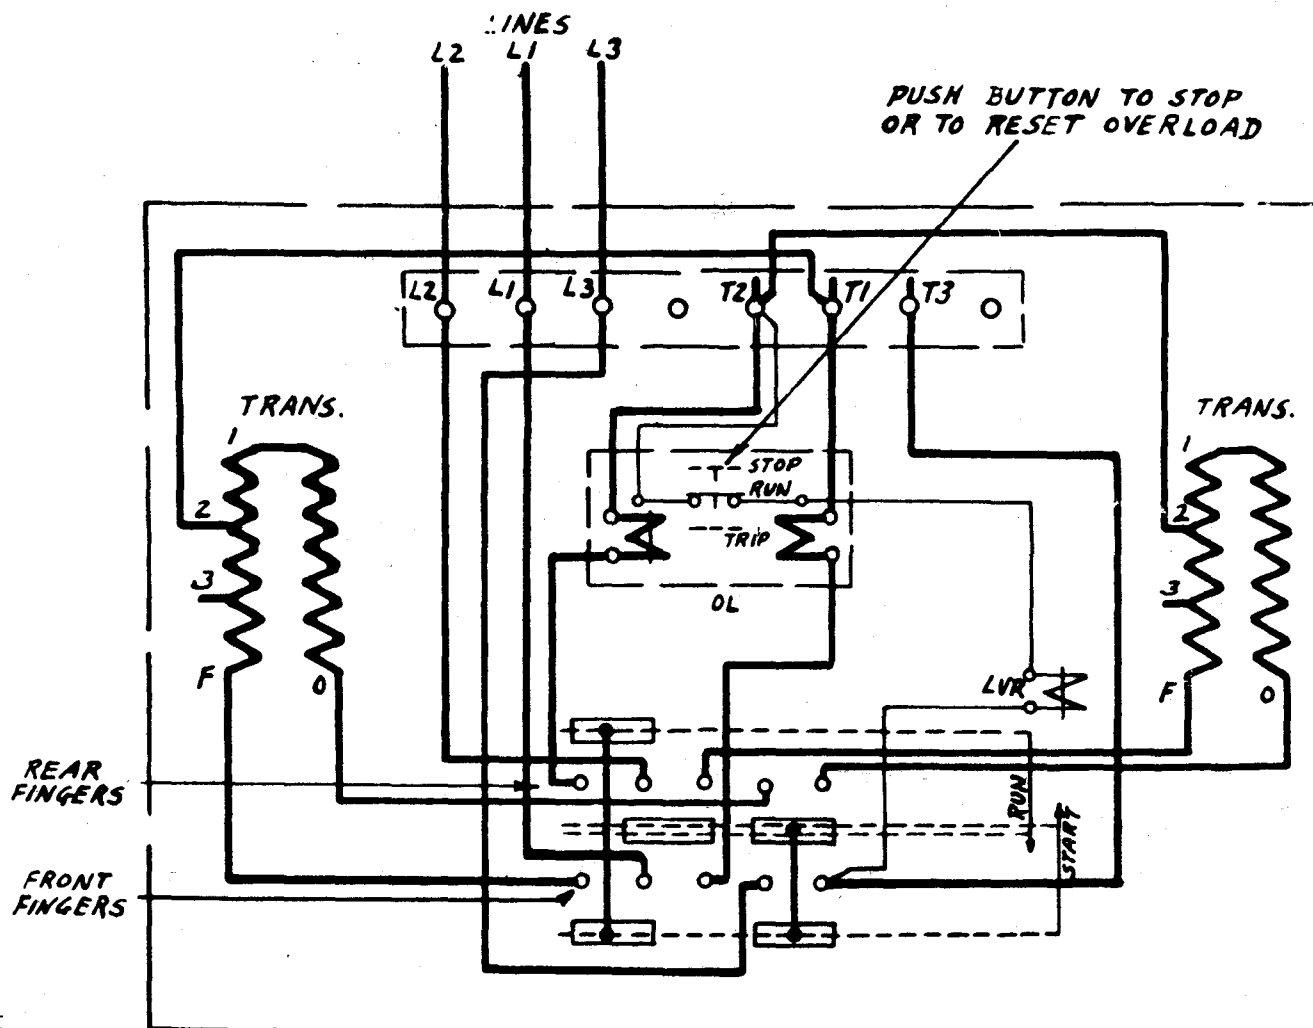 LINES
L2 L1 L3
PUSH BUTTON TO STOP
OR TO RESET OVERLOAD
L2 L1 L3 T2 T1 T3
TRANS.
1
2
3
F O
TRANS.
1
2
3
F O
STOP
RUN
TRIP
OL
LVR
REAR
FINGERS
RUN
START
FRONT
FINGERS